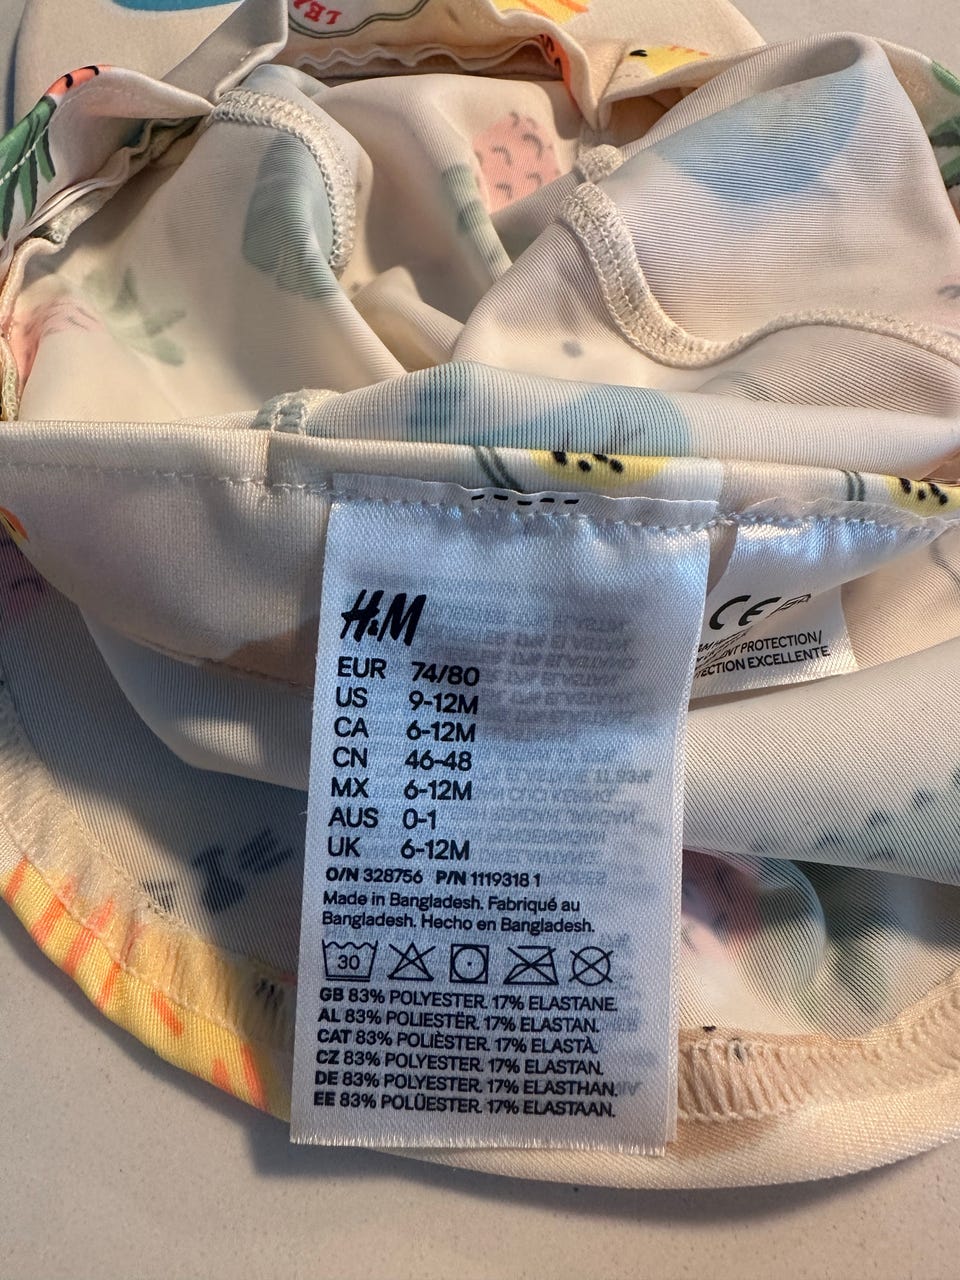 H&M
EUR 74/80
US 9-12M
CA 6-12M
CN 46-48
MX 6-12M
AUS 0-1
UK 6-12M
O/N 328756 P/N 1119318 1
Made in Bangladesh. Fabriqué au
Bangladesh. Hecho en Bangladesh.
30
GB 83% POLYESTER. 17% ELASTANE.
AL 83% POLIESTËR. 17% ELASTAN.
CAT 83% POLIÈSTER. 17% ELASTÀ.
CZ 83% POLYESTER. 17% ELASTAN.
DE 83% POLYESTER. 17% ELASTHAN.
EE 83% POLÜESTER. 17% ELASTAAN.
CE
PROTECTION/
EXCELLENTE.